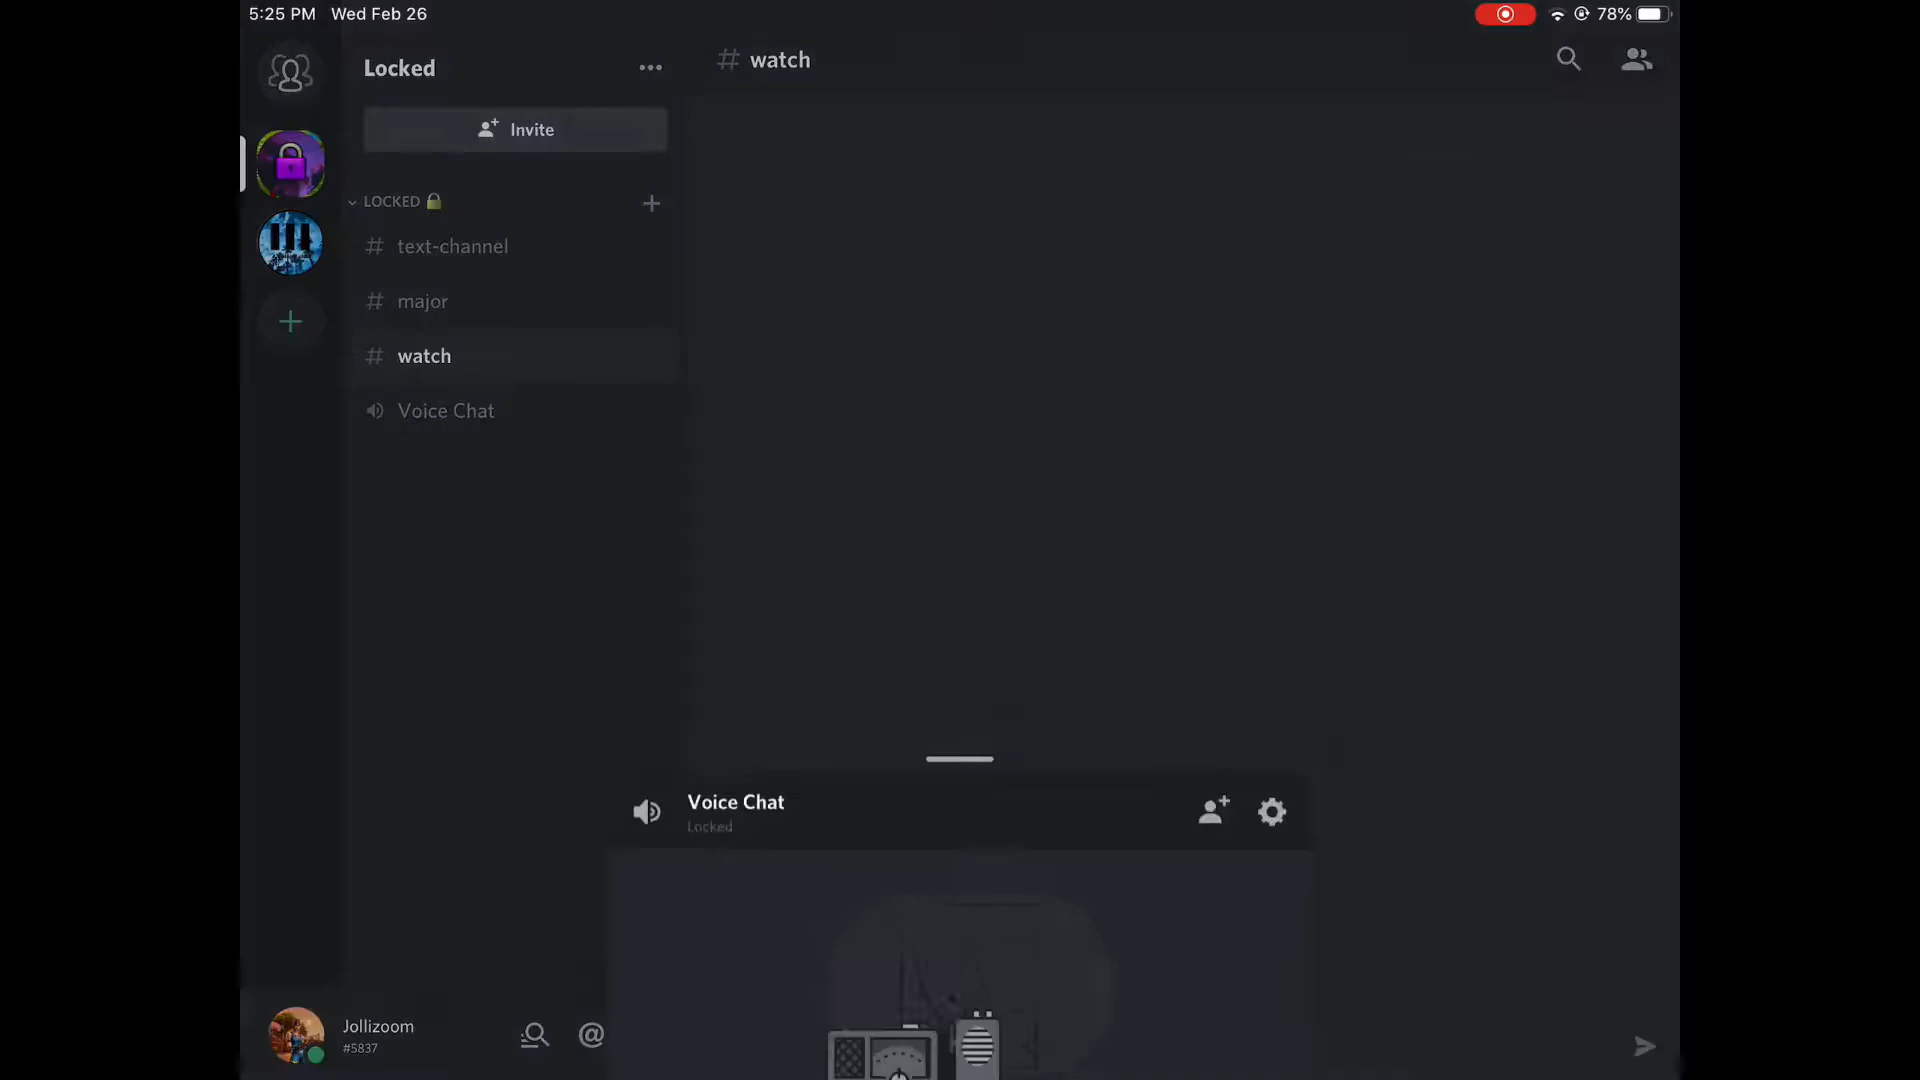 5:25 PM Wed Feb 26
78%
Locked
# watch
Invite
LOCKED 🔒
# text-channel
# major
# watch
Voice Chat
Voice Chat
Locked
Jollizoom
#5837
@